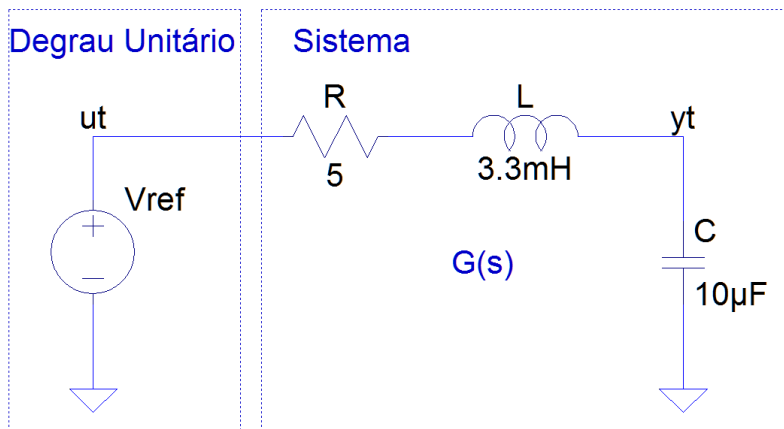 Degrau Unitário
Sistema
ut
R
L
yt
5
3.3mH
Vref
C
G(s)
10µF